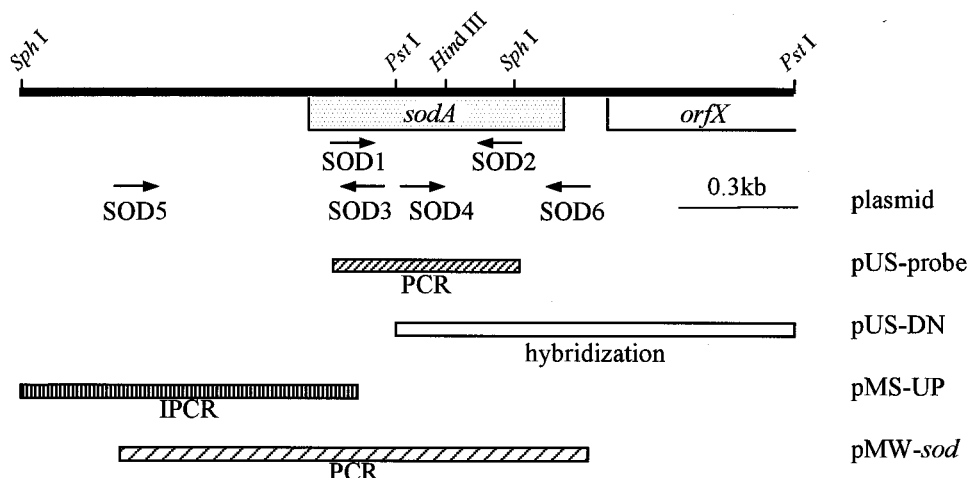 Sph I
Pst I
Hind III
Sph I
Pst I
sodA
orfX
SOD1
SOD2
SOD5
SOD3
SOD4
SOD6
0.3kb
plasmid
PCR
pUS-probe
hybridization
pUS-DN
IPCR
pMS-UP
PCR
pMW-sod